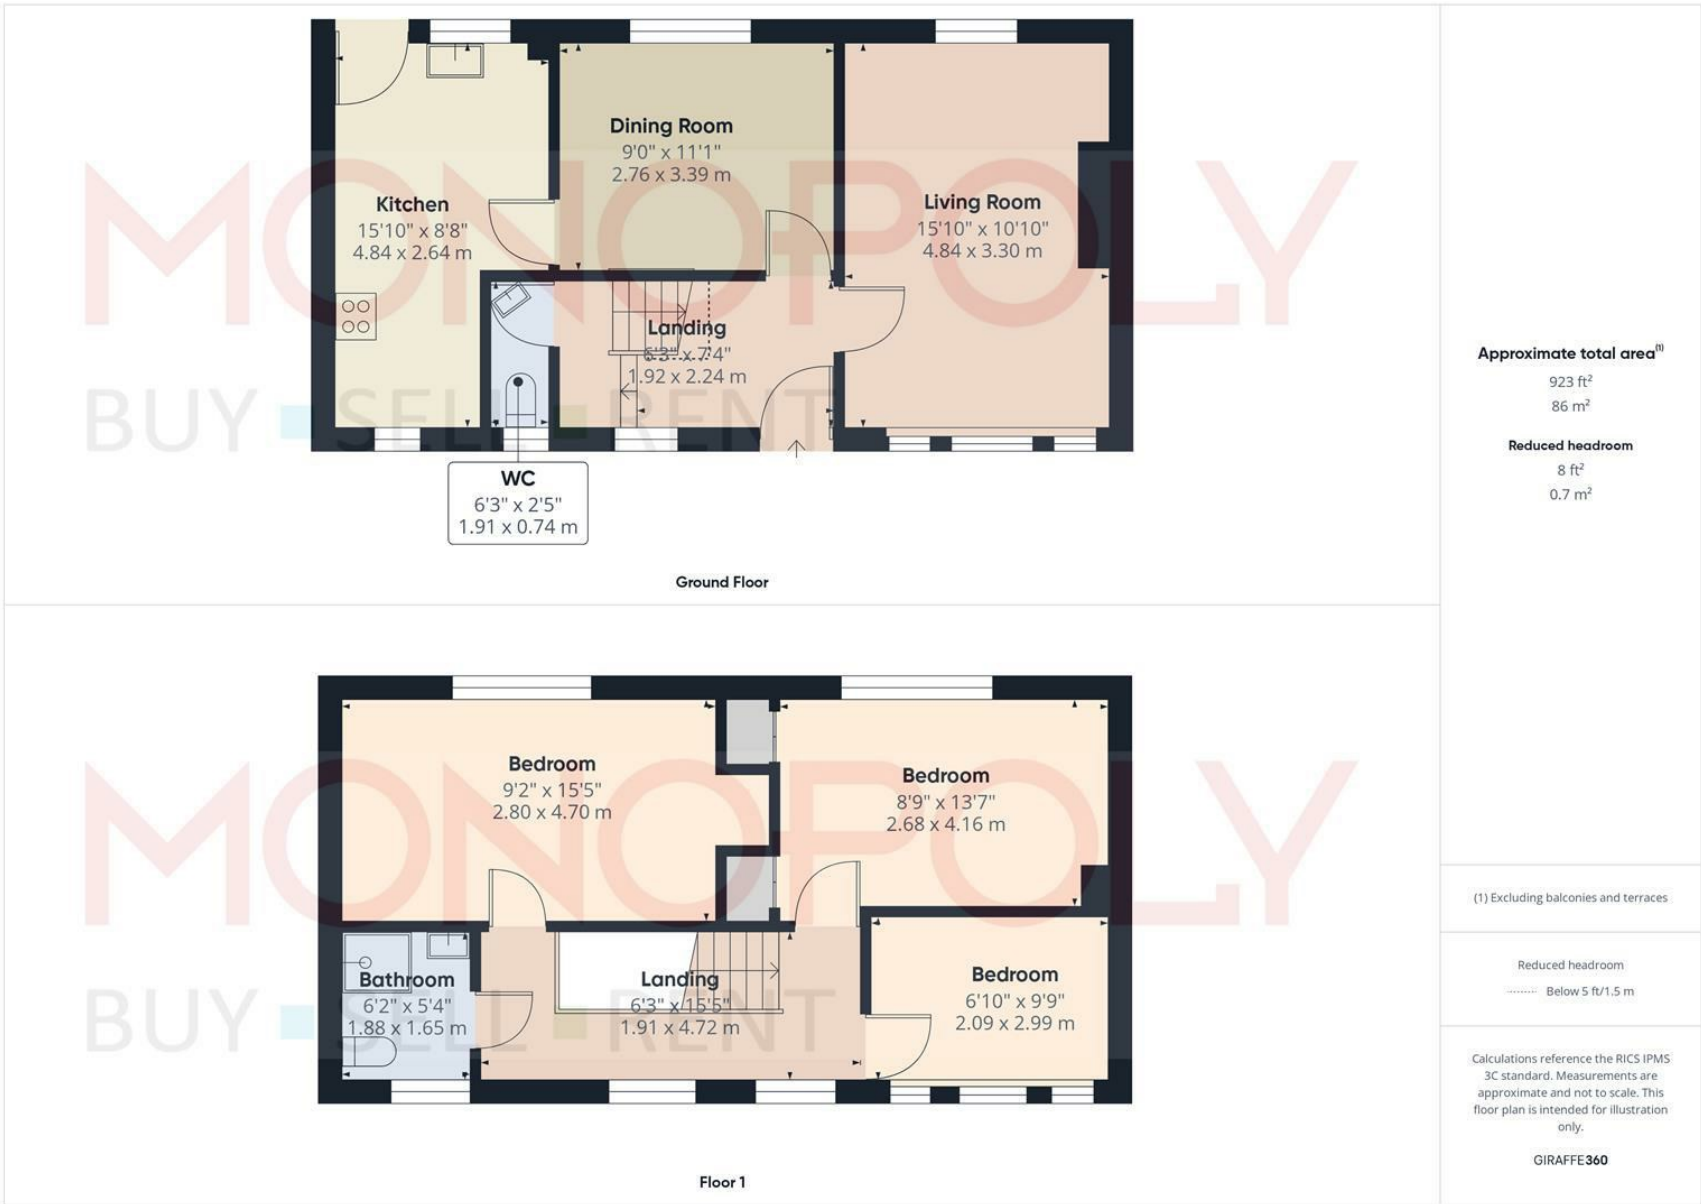 Kitchen
15'10" x 8'8"
4.84 x 2.64 m
Dining Room
9'0" x 11'1"
2.76 x 3.39 m
Living Room
15'10" x 10'10"
4.84 x 3.30 m
Landing
6'3" x 7'4"
1.92 x 2.24 m
WC
6'3" x 2'5"
1.91 x 0.74 m
MONOPOLY
BUY SELL RENT
Ground Floor
Bedroom
9'2" x 15'5"
2.80 x 4.70 m
Bedroom
8'9" x 13'7"
2.68 x 4.16 m
Bathroom
6'2" x 5'4"
1.88 x 1.65 m
Landing
6'3" x 15'5"
1.91 x 4.72 m
Bedroom
6'10" x 9'9"
2.09 x 2.99 m
MONOPOLY
BUY SELL RENT
Floor 1
Approximate total area(1)
923 ft²
86 m²
Reduced headroom
8 ft²
0.7 m²
(1) Excluding balconies and terraces
Reduced headroom
Below 5 ft/1.5 m
Calculations reference the RICS IPMS
3C standard. Measurements are
approximate and not to scale. This
floor plan is intended for illustration
only.
GIRAFFE360